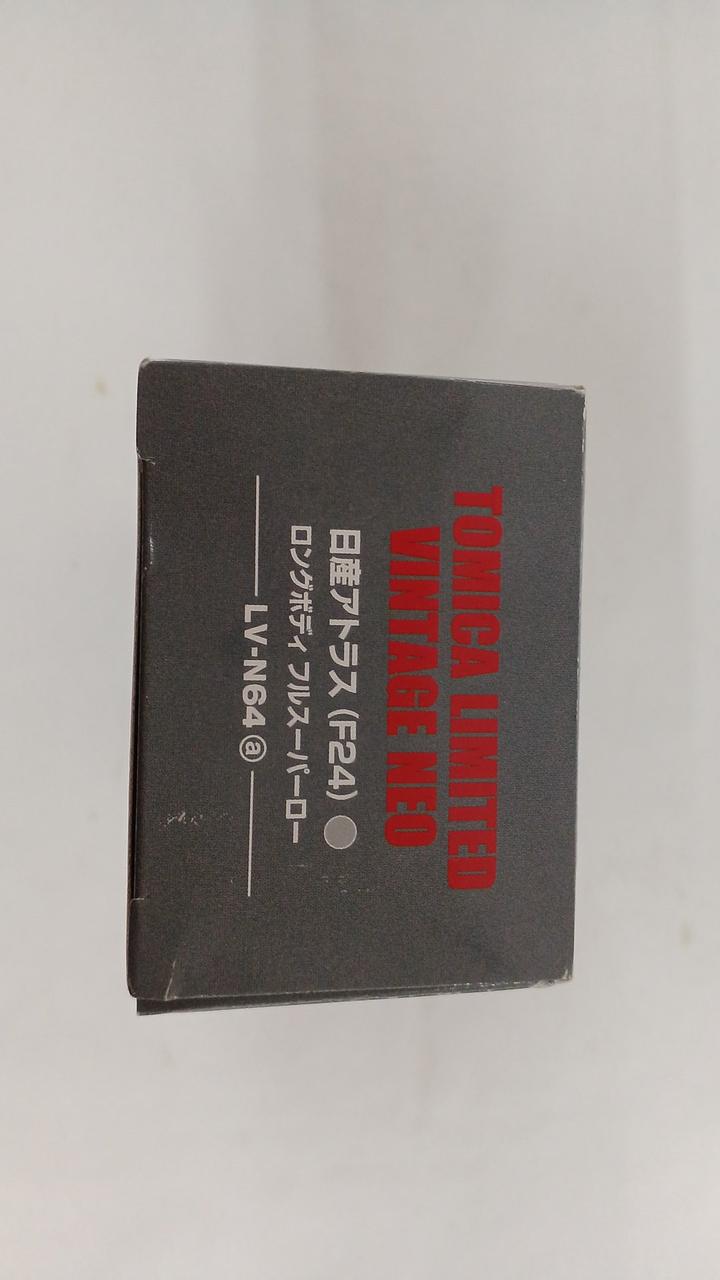 TOMICA LIMITED
VINTAGE NEO
日産アトラス (F24)
ロングボディ フルスーパーロー
LV-N64 ⓐ